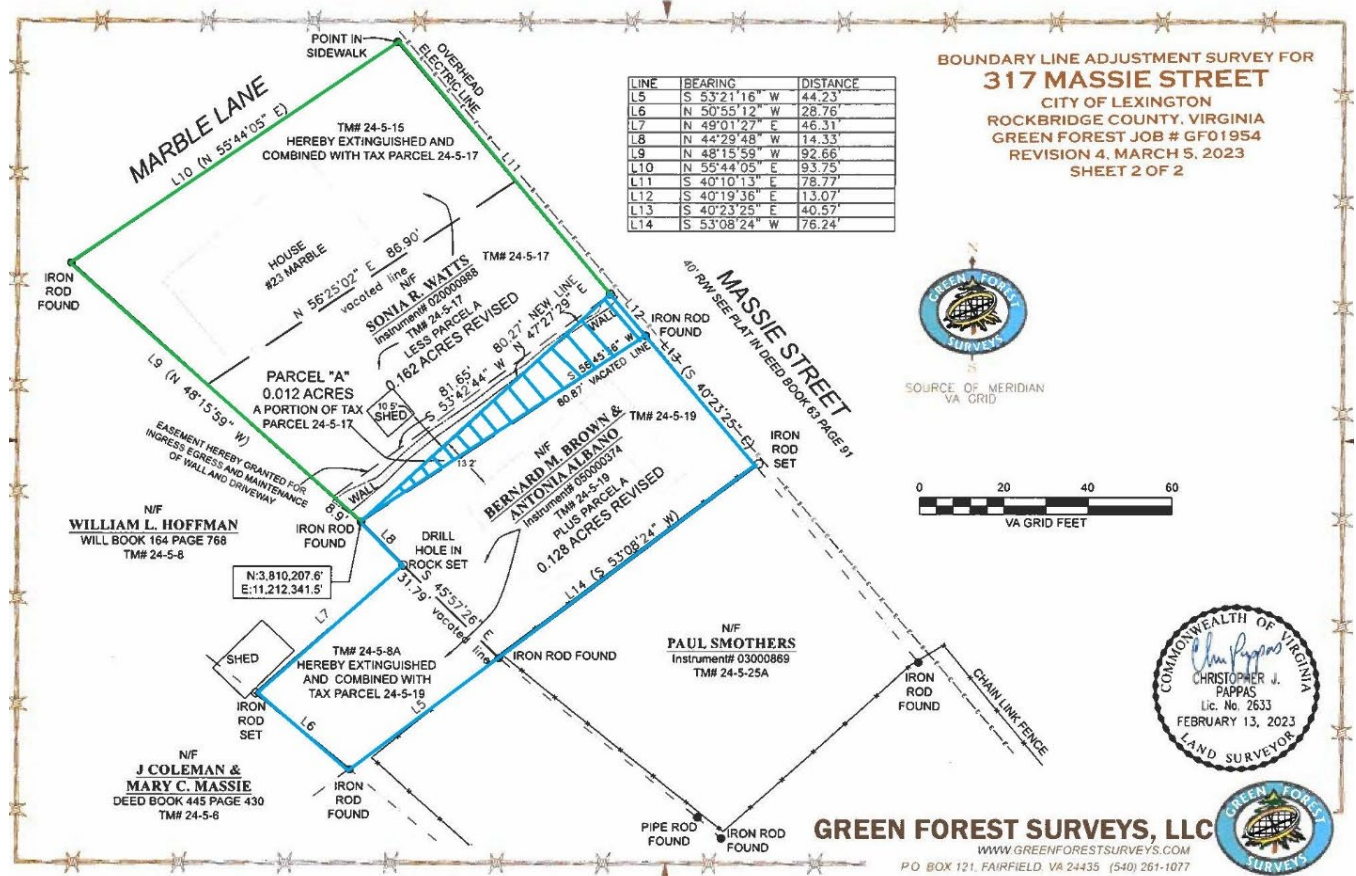 BOUNDARY LINE ADJUSTMENT SURVEY FOR
317 MASSIE STREET
CITY OF LEXINGTON
ROCKBRIDGE COUNTY, VIRGINIA
GREEN FOREST JOB # GF01954
REVISION 4, MARCH 5, 2023
SHEET 2 OF 2
LINE BEARING DISTANCE
L5 S 53°21'16" W 44.23'
L6 N 50°55'12" W 28.76'
L7 N 49°01'27" E 46.31'
L8 N 44°29'48" W 14.33'
L9 N 48°15'59" W 92.66'
L10 N 55°44'05" E 93.75'
L11 S 40°10'13" E 78.77'
L12 S 40°19'36" E 13.07'
L13 S 40°23'25" E 40.57'
L14 S 53°08'24" W 76.24'
POINT IN
SIDEWALK
OVERHEAD
ELECTRIC LINE
MARBLE LANE
L10 (N 55°44'05" E)
TM# 24-5-15
HEREBY EXTINGUISHED AND
COMBINED WITH TAX PARCEL 24-5-17
L11
IRON
ROD
FOUND
HOUSE
#23 MARBLE
N 56°25'02" E 86.90'
vacated line
N/F
SONIA R. WATTS
Instrument# 020000988
TM# 24-5-17
LESS PARCEL A
0.162 ACRES REVISED
TM# 24-5-17
L9 (N 48°15'59" W)
PARCEL "A"
0.012 ACRES
A PORTION OF TAX
PARCEL 24-5-17
10.5'
SHED
81.65'
S 53°42'44" W
80.27' NEW LINE
N 47°27'29" E
WALL
L12
IRON ROD
FOUND
80.87' VACATED LINE
13.2'
L13 (S 40°23'25" E)
MASSIE STREET
40' R/W SEE PLAT IN DEED BOOK 63 PAGE 91
TM# 24-5-19
EASEMENT HEREBY GRANTED FOR
INGRESS EGRESS AND MAINTENANCE
OF WALL AND DRIVEWAY
WALL
8.9'
IRON ROD
FOUND
N/F
BERNARD M. BROWN &
ANTONIA ALBANO
Instrument# 050000374
TM# 24-5-19
PLUS PARCEL A
0.128 ACRES REVISED
IRON
ROD
SET
N/F
WILLIAM L. HOFFMAN
WILL BOOK 164 PAGE 768
TM# 24-5-8
N:3,810,207.6'
E:11,212,341.5'
L8
DRILL
HOLE IN
ROCK SET
S 45°57'26" E
31.79' vacated
line
L14 (S 53°08'24" W)
L7
SHED
TM# 24-5-8A
HEREBY EXTINGUISHED
AND COMBINED WITH
TAX PARCEL 24-5-19
IRON ROD FOUND
IRON
ROD
SET
L6
L5
IRON
ROD
FOUND
N/F
J COLEMAN &
MARY C. MASSIE
DEED BOOK 445 PAGE 430
TM# 24-5-6
N/F
PAUL SMOTHERS
Instrument# 03000869
TM# 24-5-25A
IRON
ROD
FOUND
CHAIN LINK FENCE
PIPE ROD
FOUND
IRON ROD
FOUND
N
GREEN FOREST
SURVEYS
SOURCE OF MERIDIAN
VA GRID
0 20 40 60
VA GRID FEET
COMMONWEALTH OF VIRGINIA
CHRISTOPHER J.
PAPPAS
Lic. No. 2633
FEBRUARY 13, 2023
LAND SURVEYOR
GREEN FOREST SURVEYS, LLC
WWW.GREENFORESTSURVEYS.COM
P O BOX 121, FAIRFIELD, VA 24435 (540) 261-1077
GREEN FOREST
SURVEYS